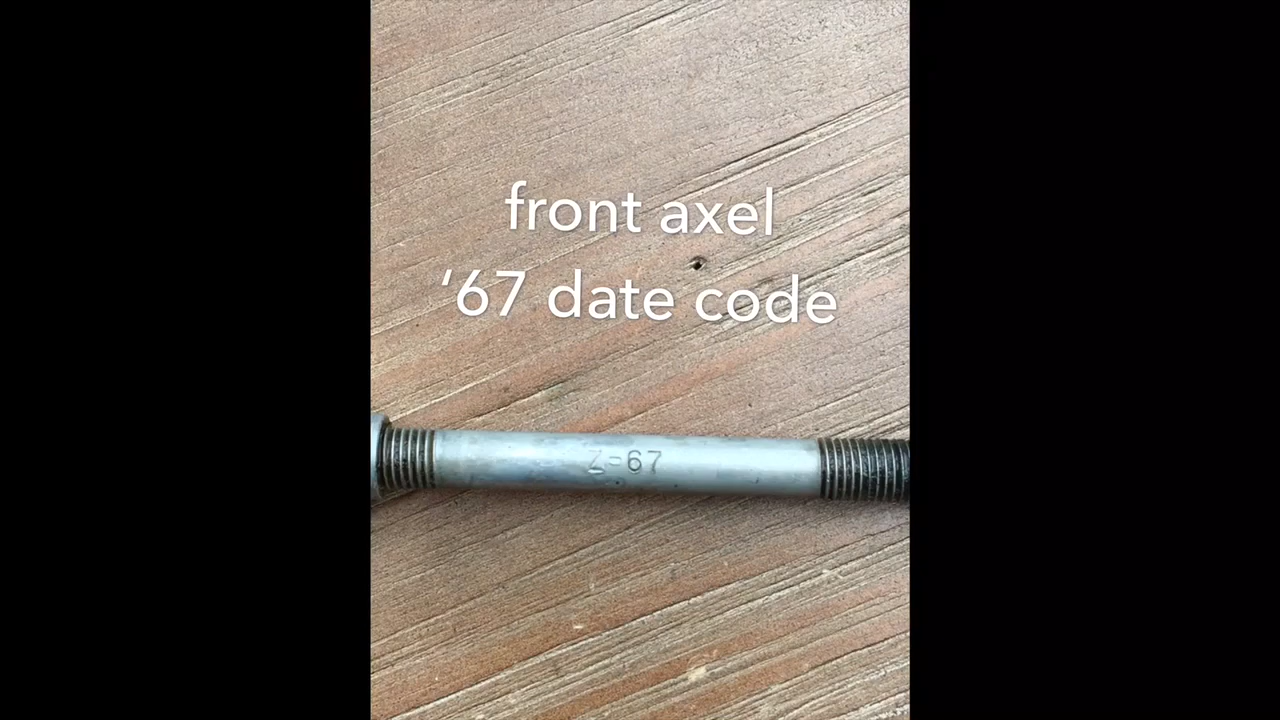 front axel
‘67 date code
Z-67